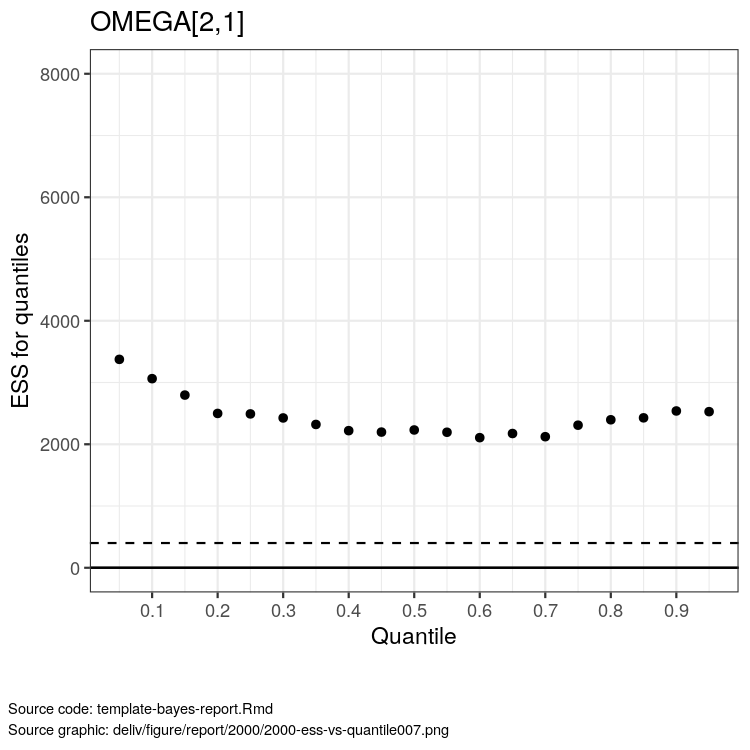 OMEGA[2,1]
8000
6000
4000
2000
0
ESS for quantiles
0.1 0.2 0.3 0.4 0.5 0.6 0.7 0.8 0.9
Quantile
Source code: template-bayes-report.Rmd
Source graphic: deliv/figure/report/2000/2000-ess-vs-quantile007.png